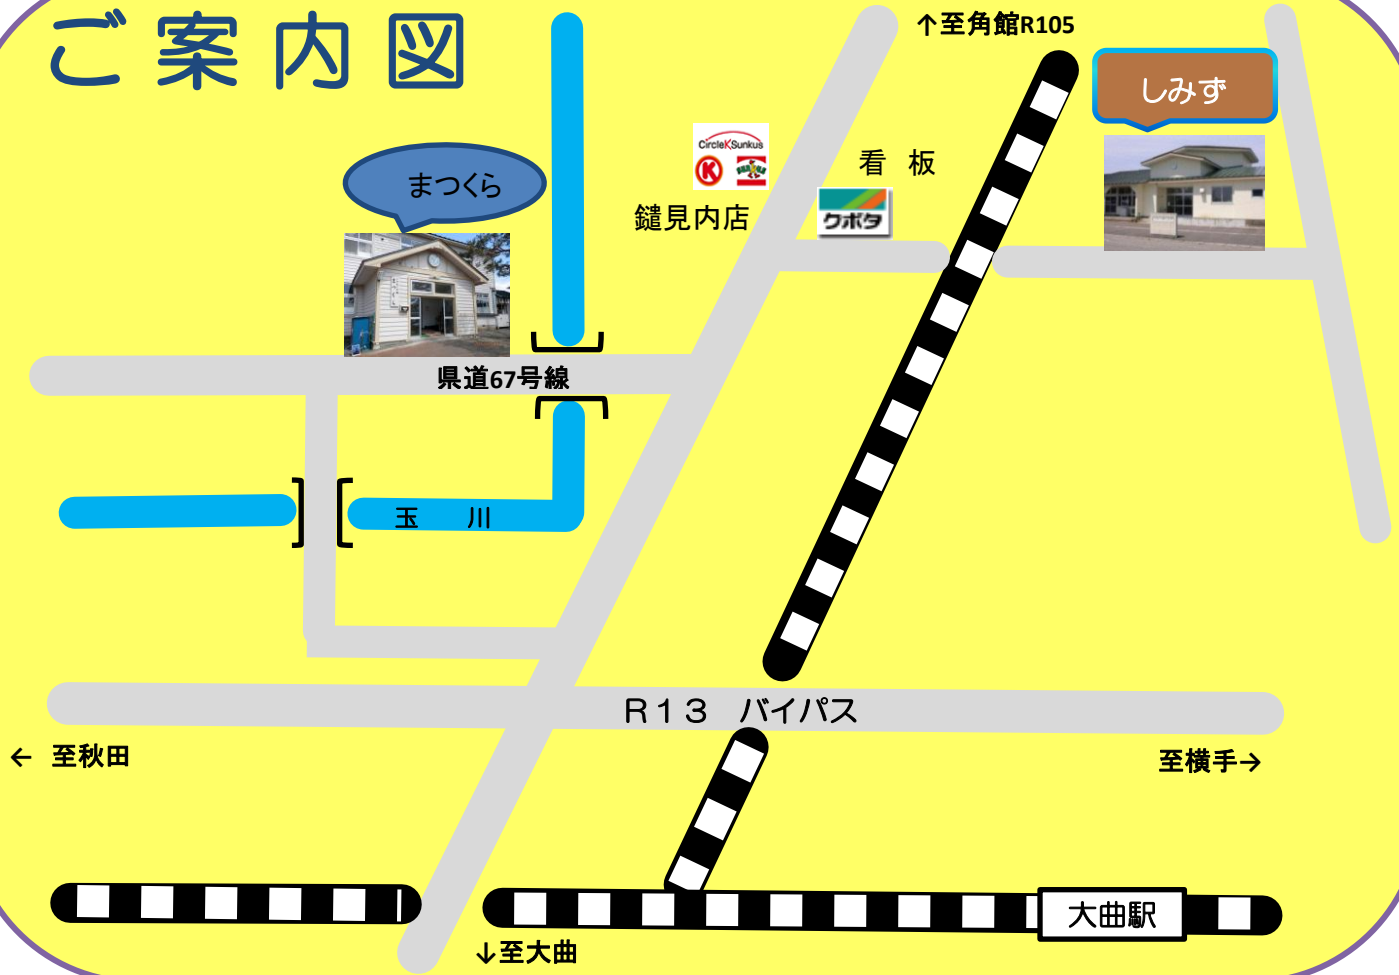 ご案内図
↑至角館R105
しみず
CircleKSunkus
K
看 板
まつくら
鑓見内店
クボタ
県道67号線
玉 川
R13 バイパス
← 至秋田
至横手→
大曲駅
↓至大曲